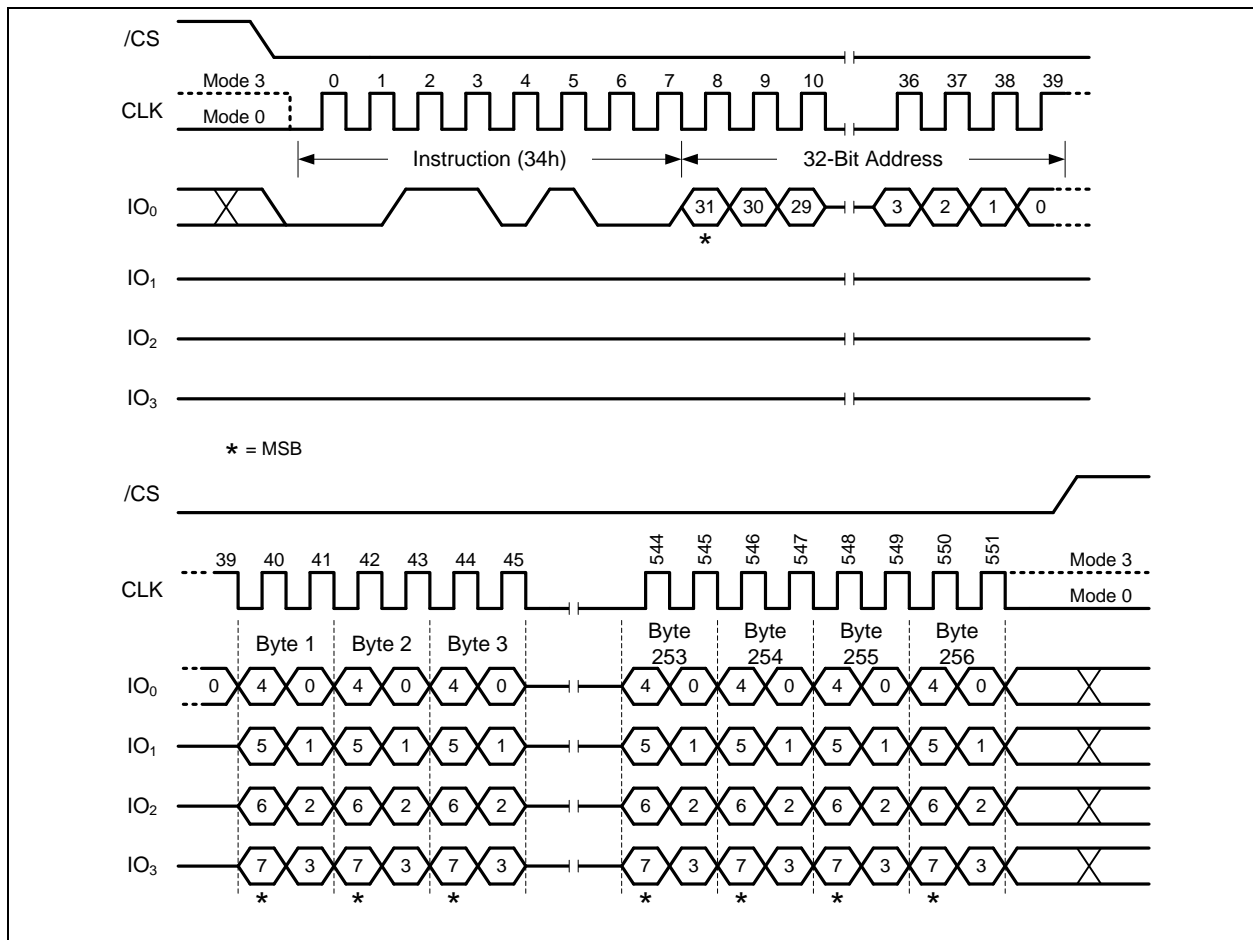 /CS
Mode 3 0 1 2 3 4 5 6 7 8 9 10 36 37 38 39
CLK
Mode 0
Instruction (34h) 32-Bit Address
IO0 31 30 29 3 2 1 0
*
IO1
IO2
IO3
* = MSB
/CS
39 40 41 42 43 44 45 544 545 546 547 548 549 550 551 Mode 3
CLK
Mode 0
Byte 1 Byte 2 Byte 3 Byte 253 Byte 254 Byte 255 Byte 256
IO0 0 4 0 4 0 4 0 4 0 4 0 4 0 4 0
IO1 5 1 5 1 5 1 5 1 5 1 5 1 5 1
IO2 6 2 6 2 6 2 6 2 6 2 6 2 6 2
IO3 7 3 7 3 7 3 7 3 7 3 7 3 7 3
* * * * * * *